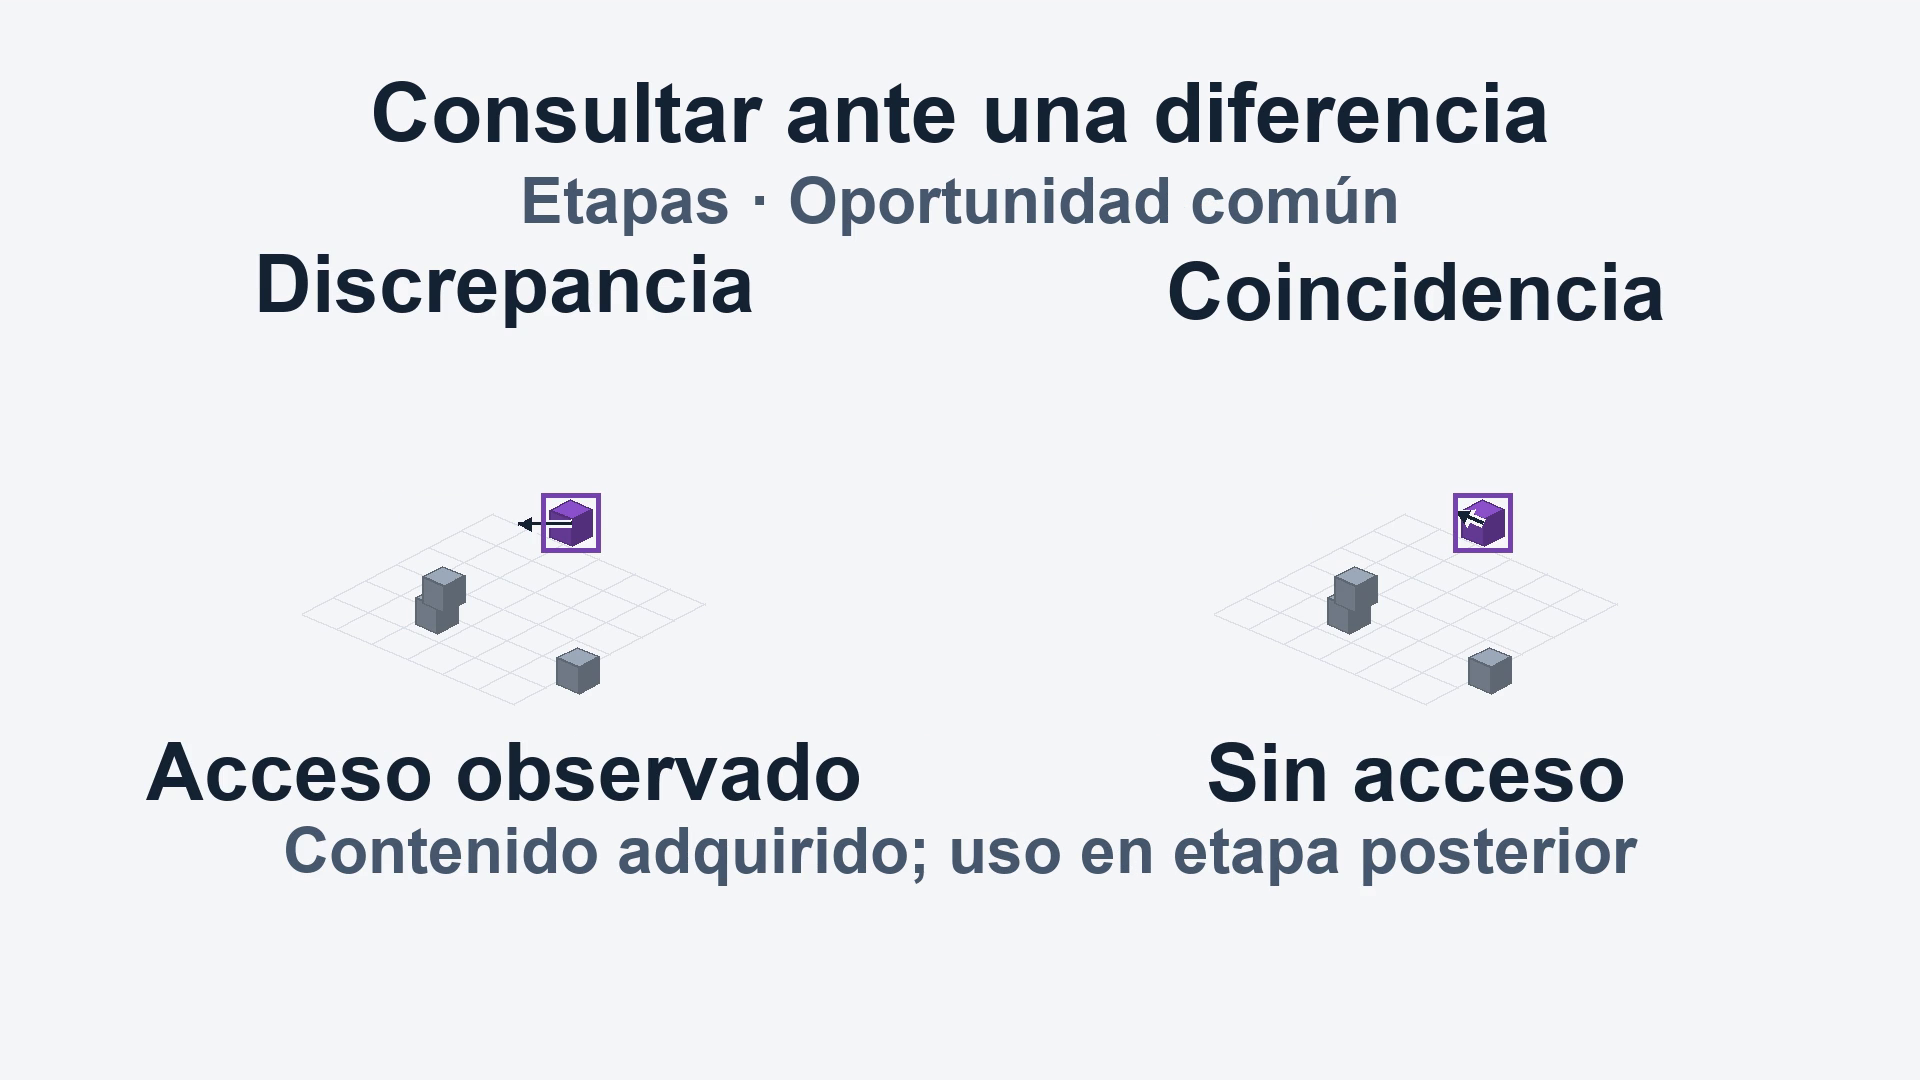 Consultar ante una diferencia
Etapas · Oportunidad común
Discrepancia
Coincidencia
Acceso observado
Sin acceso
Contenido adquirido; uso en etapa posterior